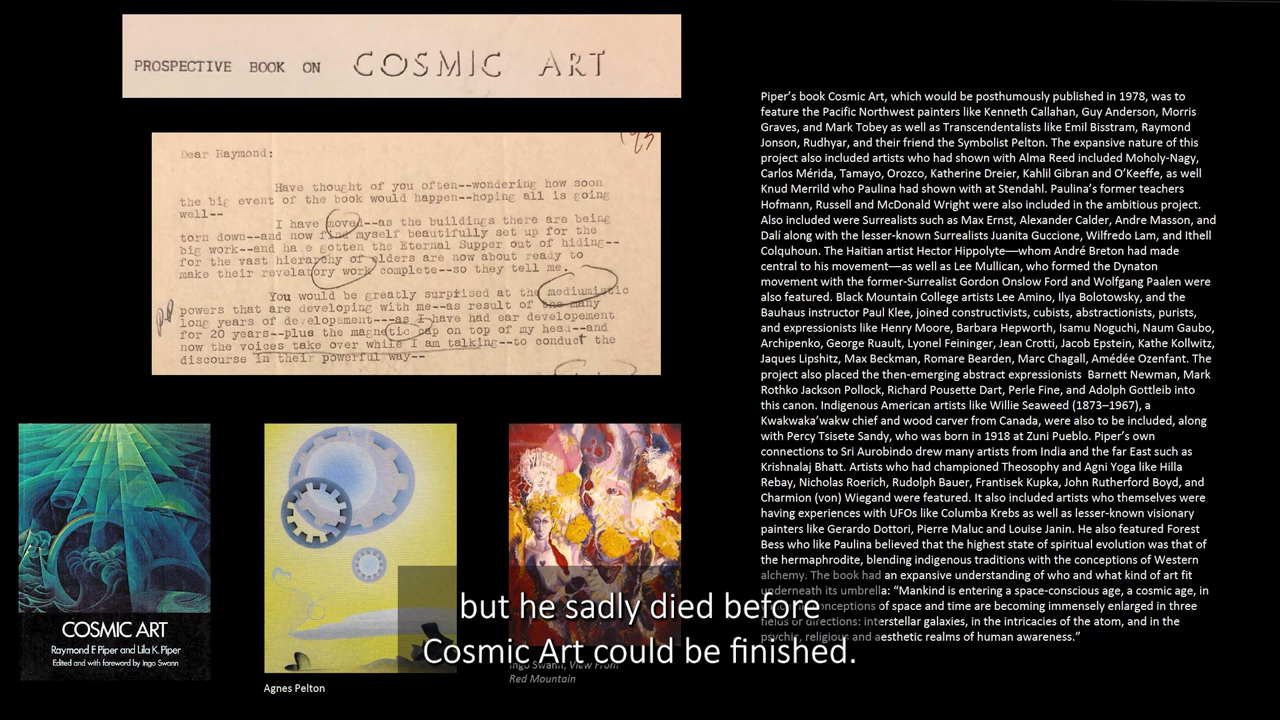 PROSPECTIVE BOOK ON COSMIC ART
Dear Raymond:
Have thought of you often--wondering how soon
the big event of the book would happen--hoping all is going
well--
I have moved--as the buildings there are being
torn down--and now find myself beautifully set up for the
big work--and ha e gotten the Eternal Supper out of hiding--
for the vast hierarchy of elders are now about ready to
make their revelatory work complete--so they tell me.
You would be greatly surprised at the mediumistic
powers that are developing with me--as result of the many
long years of developement---as I have had ear developement
for 20 years--plus the magnetic cap on top of my head--and
now the voices take over while I am talking--to conduct the
discourse in their powerful way--
COSMIC ART
Raymond F. Piper and Lila K. Piper
Edited and with foreword by Ingo Swann
Agnes Pelton
Ingo Swann, View From
Red Mountain
Piper's book Cosmic Art, which would be posthumously published in 1978, was to
feature the Pacific Northwest painters like Kenneth Callahan, Guy Anderson, Morris
Graves, and Mark Tobey as well as Transcendentalists like Emil Bisstram, Raymond
Jonson, Rudhyar, and their friend the Symbolist Pelton. The expansive nature of this
project also included artists who had shown with Alma Reed included Moholy-Nagy,
Carlos Mérida, Tamayo, Orozco, Katherine Dreier, Kahlil Gibran and O'Keeffe, as well
Knud Merrild who Paulina had shown with at Stendahl. Paulina's former teachers
Hofmann, Russell and McDonald Wright were also included in the ambitious project.
Also included were Surrealists such as Max Ernst, Alexander Calder, Andre Masson, and
Dalí along with the lesser-known Surrealists Juanita Guccione, Wilfredo Lam, and Ithell
Colquhoun. The Haitian artist Hector Hippolyte—whom André Breton had made
central to his movement—as well as Lee Mullican, who formed the Dynaton
movement with the former-Surrealist Gordon Onslow Ford and Wolfgang Paalen were
also featured. Black Mountain College artists Leo Amino, Ilya Bolotowsky, and the
Bauhaus instructor Paul Klee, joined constructivists, cubists, abstractionists, purists,
and expressionists like Henry Moore, Barbara Hepworth, Isamu Noguchi, Naum Gaubo,
Archipenko, George Ruault, Lyonel Feininger, Jean Crotti, Jacob Epstein, Kathe Kollwitz,
Jaques Lipshitz, Max Beckman, Romare Bearden, Marc Chagall, Amédée Ozenfant. The
project also placed the then-emerging abstract expressionists Barnett Newman, Mark
Rothko Jackson Pollock, Richard Pousette Dart, Perle Fine, and Adolph Gottleib into
this canon. Indigenous American artists like Willie Seaweed (1873–1967), a
Kwakwaka'wakw chief and wood carver from Canada, were also to be included, along
with Percy Tsisete Sandy, who was born in 1918 at Zuni Pueblo. Piper's own
connections to Sri Aurobindo drew many artists from India and the far East such as
Krishnalaj Bhatt. Artists who had championed Theosophy and Agni Yoga like Hilla
Rebay, Nicholas Roerich, Rudolph Bauer, Frantisek Kupka, John Rutherford Boyd, and
Charmion (von) Wiegand were featured. It also included artists who themselves were
having experiences with UFOs like Columba Krebs as well as lesser-known visionary
painters like Gerardo Dottori, Pierre Maluc and Louise Janin. He also featured Forest
Bess who like Paulina believed that the highest state of spiritual evolution was that of
the hermaphrodite, blending indigenous traditions with the conceptions of Western
alchemy. The book had an expansive understanding of who and what kind of art fit
underneath its umbrella: “Mankind is entering a space-conscious age, a cosmic age, in
conceptions of space and time are becoming immensely enlarged in three
fields or directions: interstellar galaxies, in the intricacies of the atom, and in the
psychic, religious and aesthetic realms of human awareness.”
but he sadly died before
Cosmic Art could be finished.